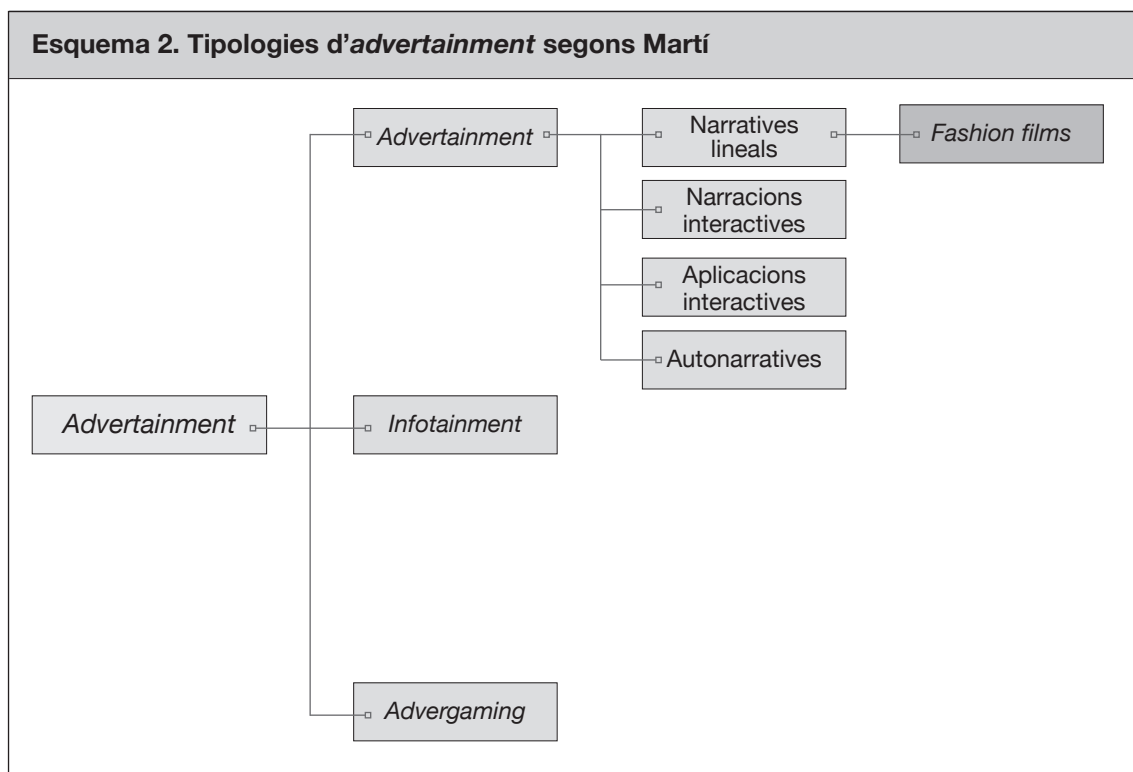 Esquema 2. Tipologies d'advertainment segons Martí
Advertainment
Narratives
lineals
Fashion films
Narracions
interactives
Aplicacions
interactives
Autonarratives
Advertainment
Infotainment
Advergaming